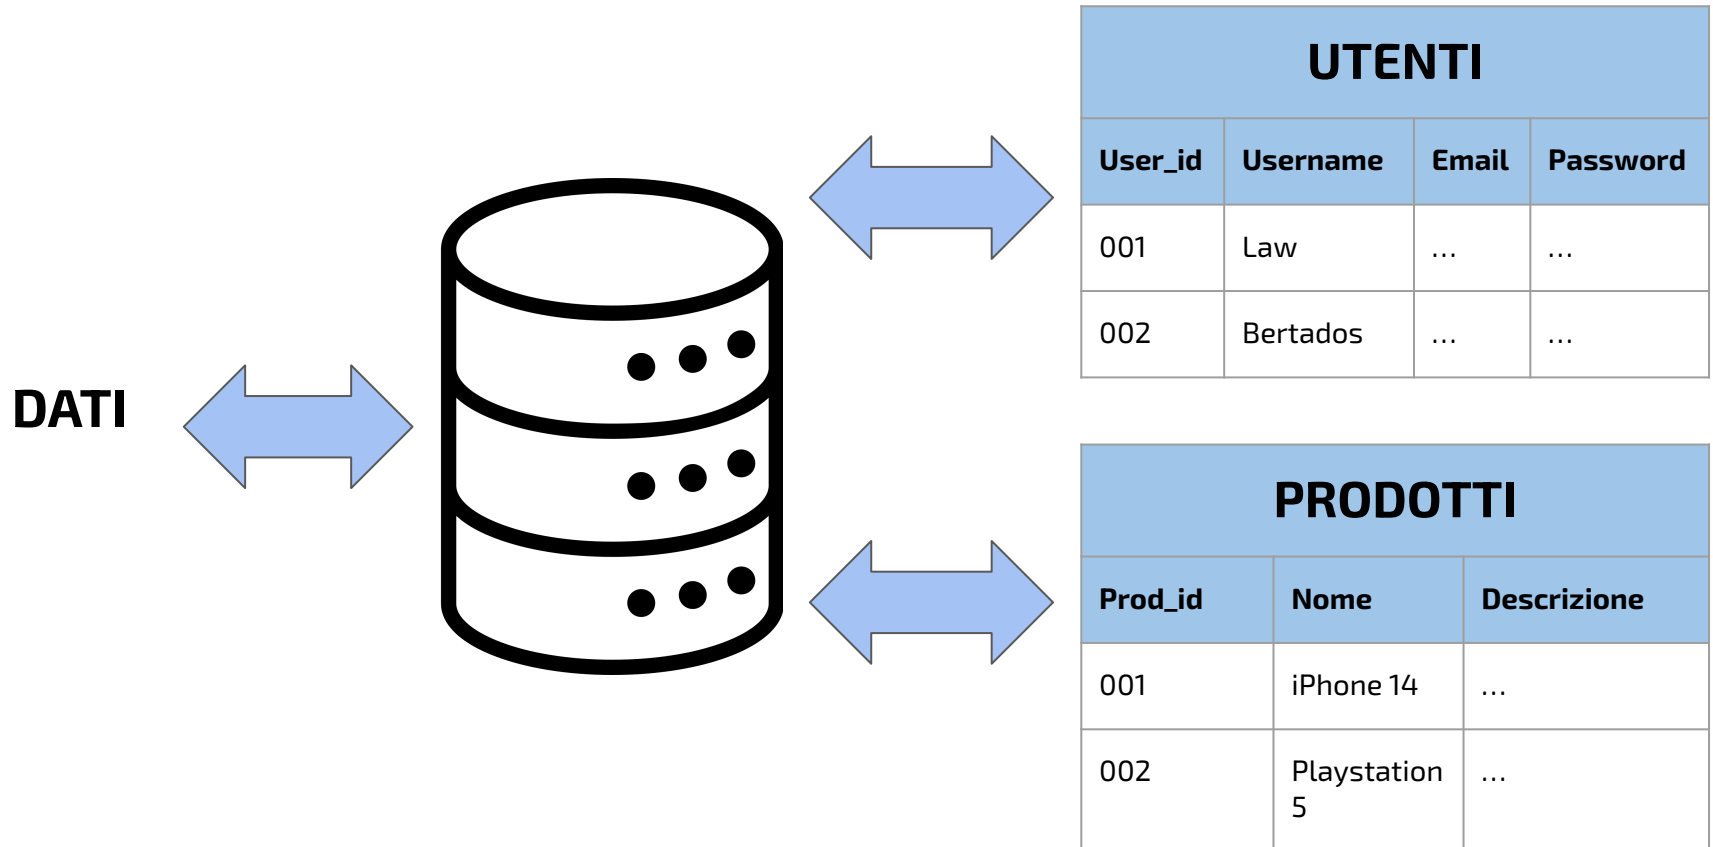 DATI
UTENTI
User_id Username Email Password
001 Law … …
002 Bertados … …
PRODOTTI
Prod_id Nome Descrizione
001 iPhone 14 …
002 Playstation …
5